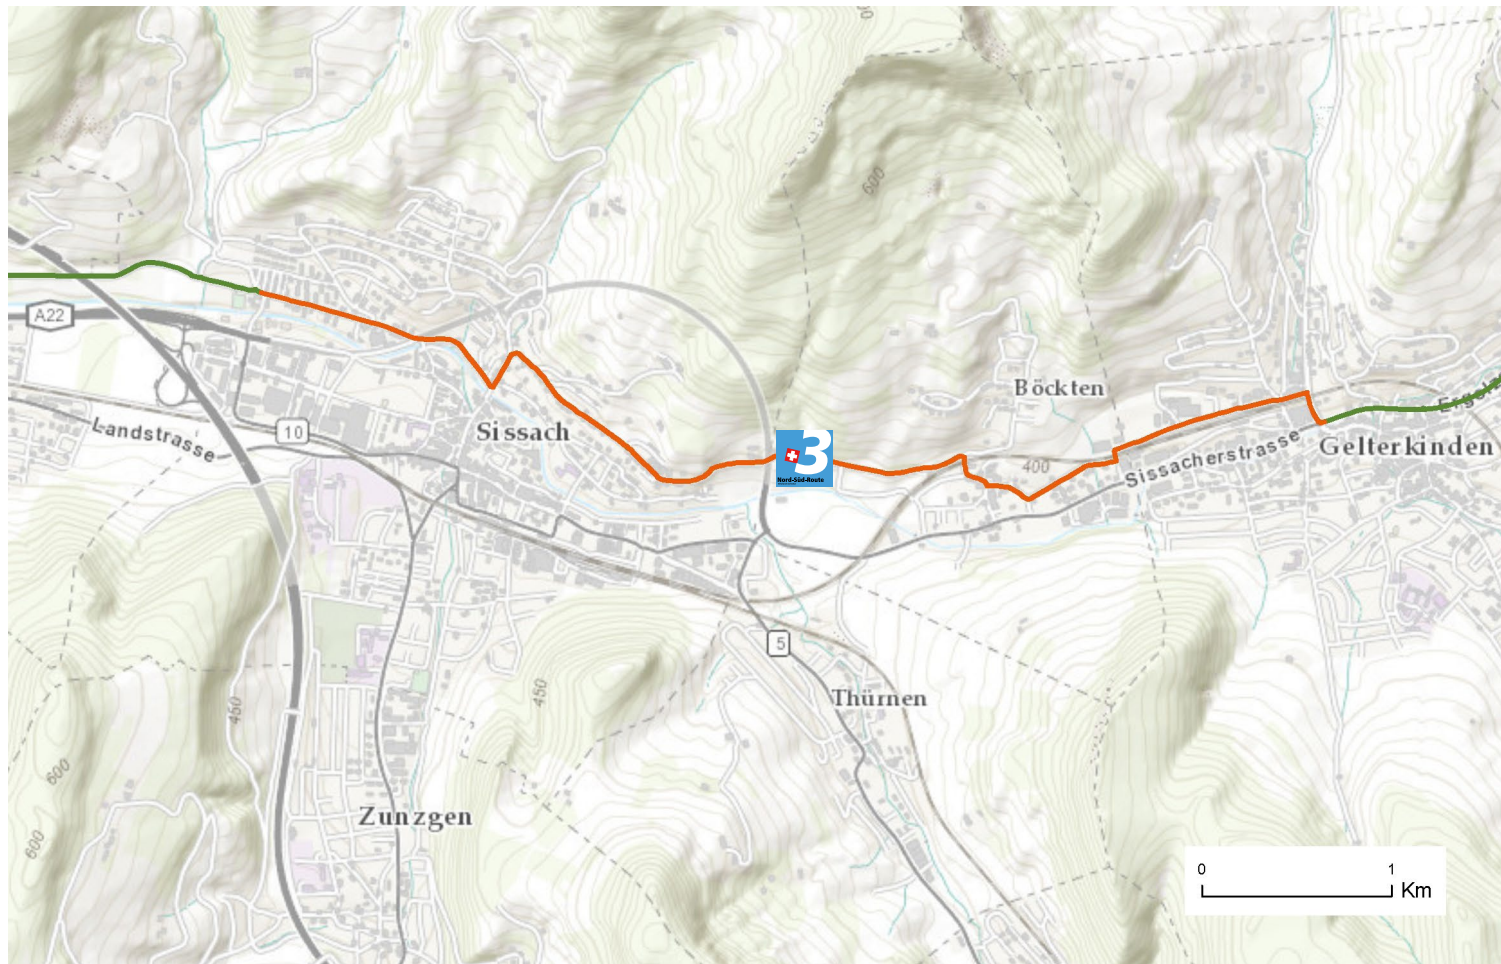 600
A22
Böckten
Landstrasse
10
Sissach
3
Nord-Süd-Route
400
Sissacherstrasse
Gelterkinden
5
450
450
Thürnen
600
Zunzgen
600
0 1
Km